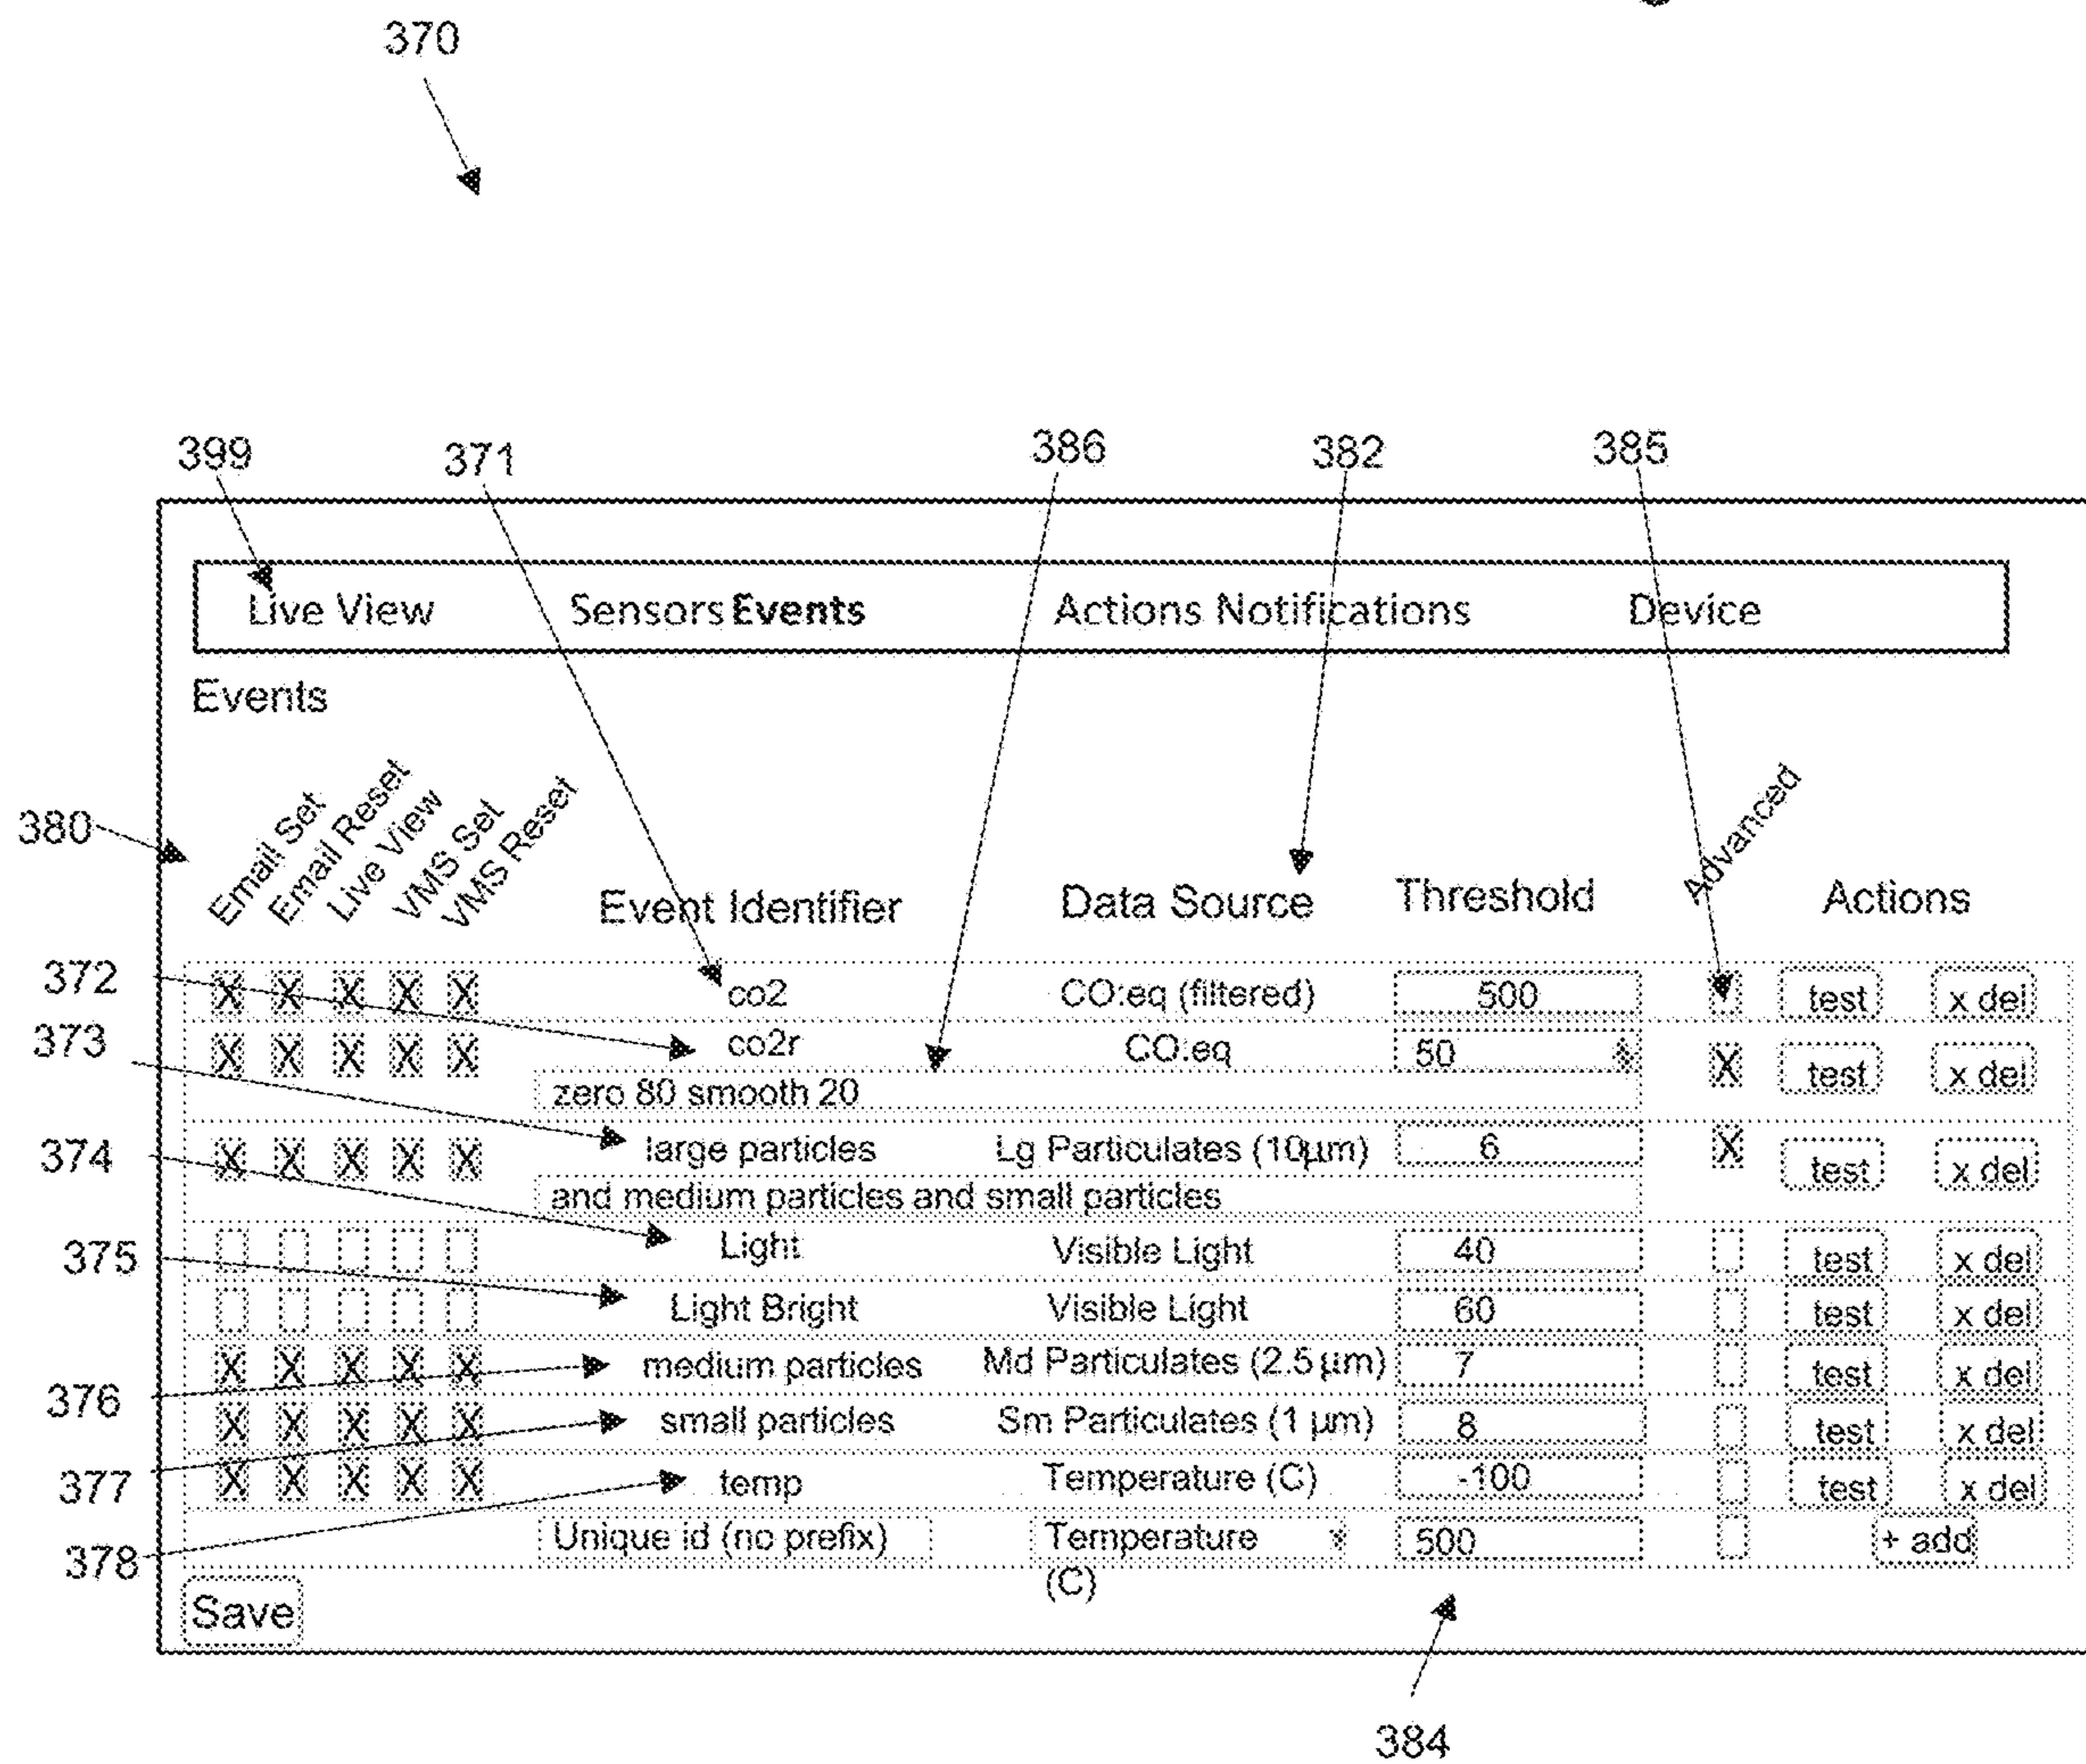 370
399 371 386 382 385
Live View Sensors Events Actions Notifications Device
Events
380
Email Set
Email Reset
Live View
VMS Set
VMS Reset
Event Identifier Data Source Threshold Advanced Actions
372 X X X X X co2 CO:eq (filtered) 500 test x del
373 X X X X X co2r CO:eq 50 X test x del
zero 80 smooth 20
374 X X X X X large particles Lg Particulates (10µm) 6 X test x del
and medium particles and small particles
375 Light Visible Light 40 test x del
Light Bright Visible Light 60 test x del
X X X X X medium particles Md Particulates (2.5 µm) 7 test x del
376 X X X X X small particles Sm Particulates (1 µm) 8 test x del
377 X X X X X temp Temperature (C) -100 test x del
378 Unique id (no prefix) Temperature (C) 500 + add
Save
384